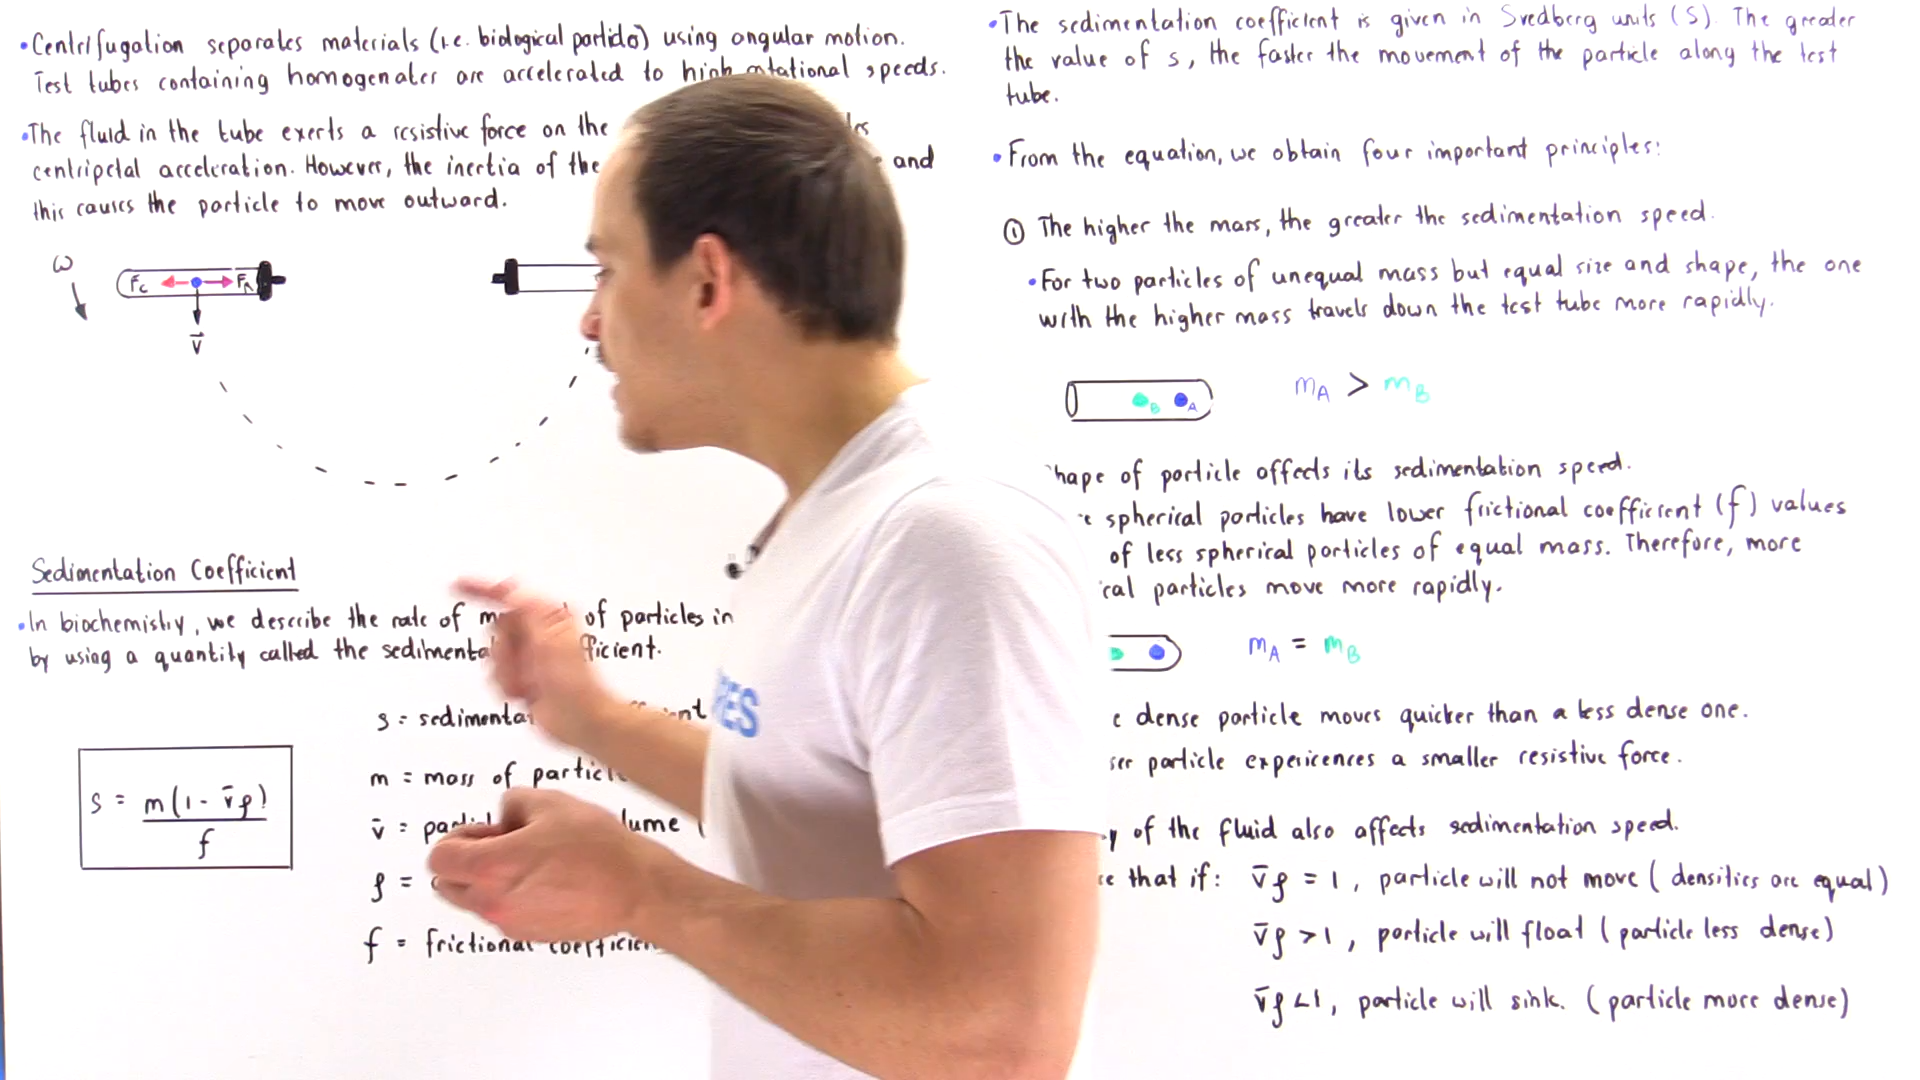 •Centrifugation separates materials (i.e. biological particles) using angular motion.
Test tubes containing homogenates are accelerated to high rotational speeds.
•The fluid in the tube exerts a resistive force on the
centripetal acceleration. However, the inertia of the and
this causes the particle to move outward.
ω
Fc FR
v⃗
Sedimentation Coefficient
•In biochemistry, we describe the rate of of particles in
by using a quantity called the
s = 
m = mass of
v̄ = 
ρ =
f = frictional
s = m(1 - v̄ρ) / f
•The sedimentation coefficient is given in Svedberg units (S). The greater
the value of s, the faster the movement of the particle along the test
tube.
•From the equation, we obtain four important principles:
① The higher the mass, the greater the sedimentation speed.
•For two particles of unequal mass but equal size and shape, the one
with the higher mass travels down the test tube more rapidly.
B A mA > mB
hape of particle affects its sedimentation speed.
spherical particles have lower frictional coefficient (f) values
of less spherical particles of equal mass. Therefore, more
cal particles move more rapidly.
mA = mB
dense particle moves quicker than a less dense one.
ser particle expericences a smaller resistive force.
y of the fluid also affects sedimentation speed.
that if: v̄ρ = 1, particle will not move (densities are equal)
v̄ρ > 1, particle will float (particle less dense)
v̄ρ < 1, particle will sink. (particle more dense)